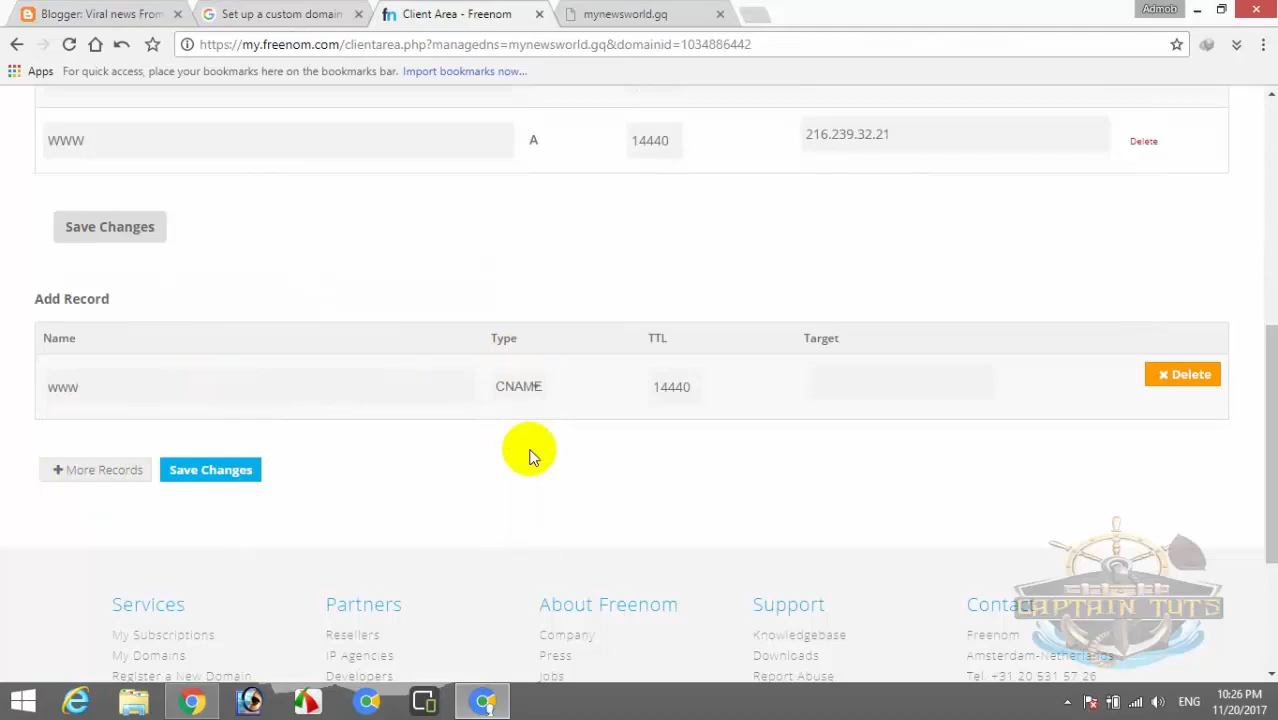 Blogger: Viral news From
Set up a custom domain
Client Area - Freenom
mynewsworld.gq
Admob
https://my.freenom.com/clientarea.php?managedns=mynewsworld.gq&domainid=1034886442
Apps
For quick access, place your bookmarks here on the bookmarks bar. Import bookmarks now...
WWW A 14440 216.239.32.21 Delete
Save Changes
Add Record
Name Type TTL Target
www CNAME 14440 Delete
More Records Save Changes
Services Partners About Freenom Support Contact
My Subscriptions Resellers Company Knowledgebase Freenom
My Domains IP Agencies Press Downloads Amsterdam-Netherlands
Register a New Domain Developers Jobs Report Abuse Tel. +31 20 531 57 26
CAPTAIN TUTS
ENG
10:26 PM
11/20/2017